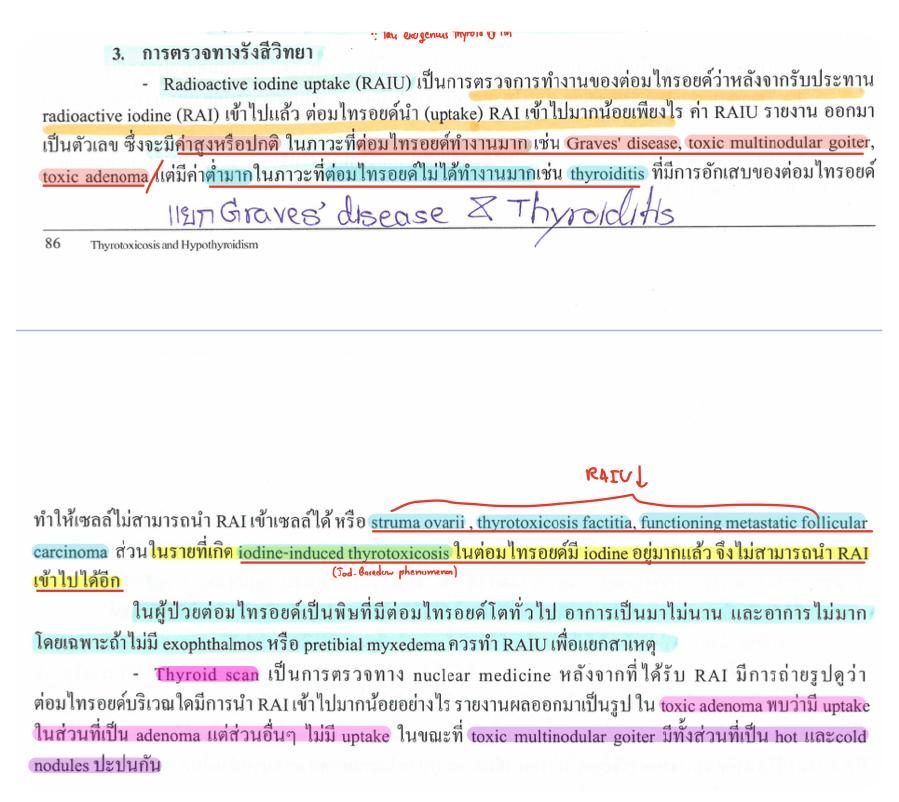 ∵ ได้ exogenous thyroid
3. การตรวจทางรังสีวิทยา
- Radioactive iodine uptake (RAIU) เป็นการตรวจการทำงานของต่อมไทรอยด์ว่าหลังจากรับประทาน
radioactive iodine (RAI) เข้าไปแล้ว ต่อมไทรอยด์นำ (uptake) RAI เข้าไปมากน้อยเพียงไร ค่า RAIU รายงาน ออกมา
เป็นตัวเลข ซึ่งจะมีค่าสูงหรือปกติ ในภาวะที่ต่อมไทรอยด์ทำงานมาก เช่น Graves' disease, toxic multinodular goiter,
toxic adenoma แต่มีค่าต่ำมากในภาวะที่ต่อมไทรอยด์ไม่ได้ทำงานมากเช่น thyroiditis ที่มีการอักเสบของต่อมไทรอยด์
แยก Graves' disease & Thyroiditis
86 Thyrotoxicosis and Hypothyroidism
RAIU↓
ทำให้เซลล์ไม่สามารถนำ RAI เข้าเซลล์ได้ หรือ struma ovarii , thyrotoxicosis factitia, functioning metastatic follicular
carcinoma ส่วนในรายที่เกิด iodine-induced thyrotoxicosis ในต่อมไทรอยด์มี iodine อยู่มากแล้ว จึงไม่สามารถนำ RAI
(Jod-Basedow phenomenon)
เข้าไปได้อีก
ในผู้ป่วยต่อมไทรอยด์เป็นพิษที่มีต่อมไทรอยด์โตทั่วไป อาการเป็นมาไม่นาน และอาการไม่มาก
โดยเฉพาะถ้าไม่มี exophthalmos หรือ pretibial myxedema ควรทำ RAIU เพื่อแยกสาเหตุ
- Thyroid scan เป็นการตรวจทาง nuclear medicine หลังจากที่ได้รับ RAI มีการถ่ายรูปดูว่า
ต่อมไทรอยด์บริเวณใดมีการนำ RAI เข้าไปมากน้อยอย่างไร รายงานผลออกมาเป็นรูป ใน toxic adenoma พบว่ามี uptake
ในส่วนที่เป็น adenoma แต่ส่วนอื่นๆ ไม่มี uptake ในขณะที่ toxic multinodular goiter มีทั้งส่วนที่เป็น hot และcold
nodules ปะปนกัน